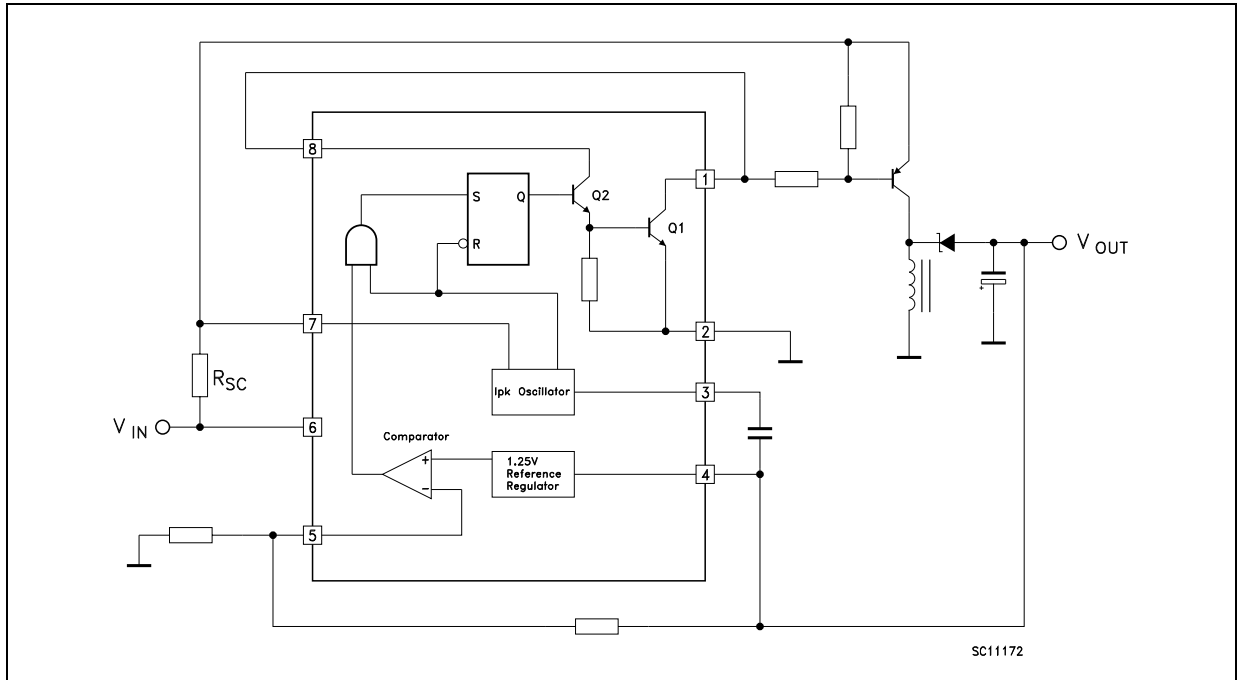 8
1
S
Q
Q2
R
Q1
7
2
R SC
Ipk Oscillator
3
V IN
6
Comparator
+
−
1.25V
Reference
Regulator
4
5
V OUT
+
SC11172